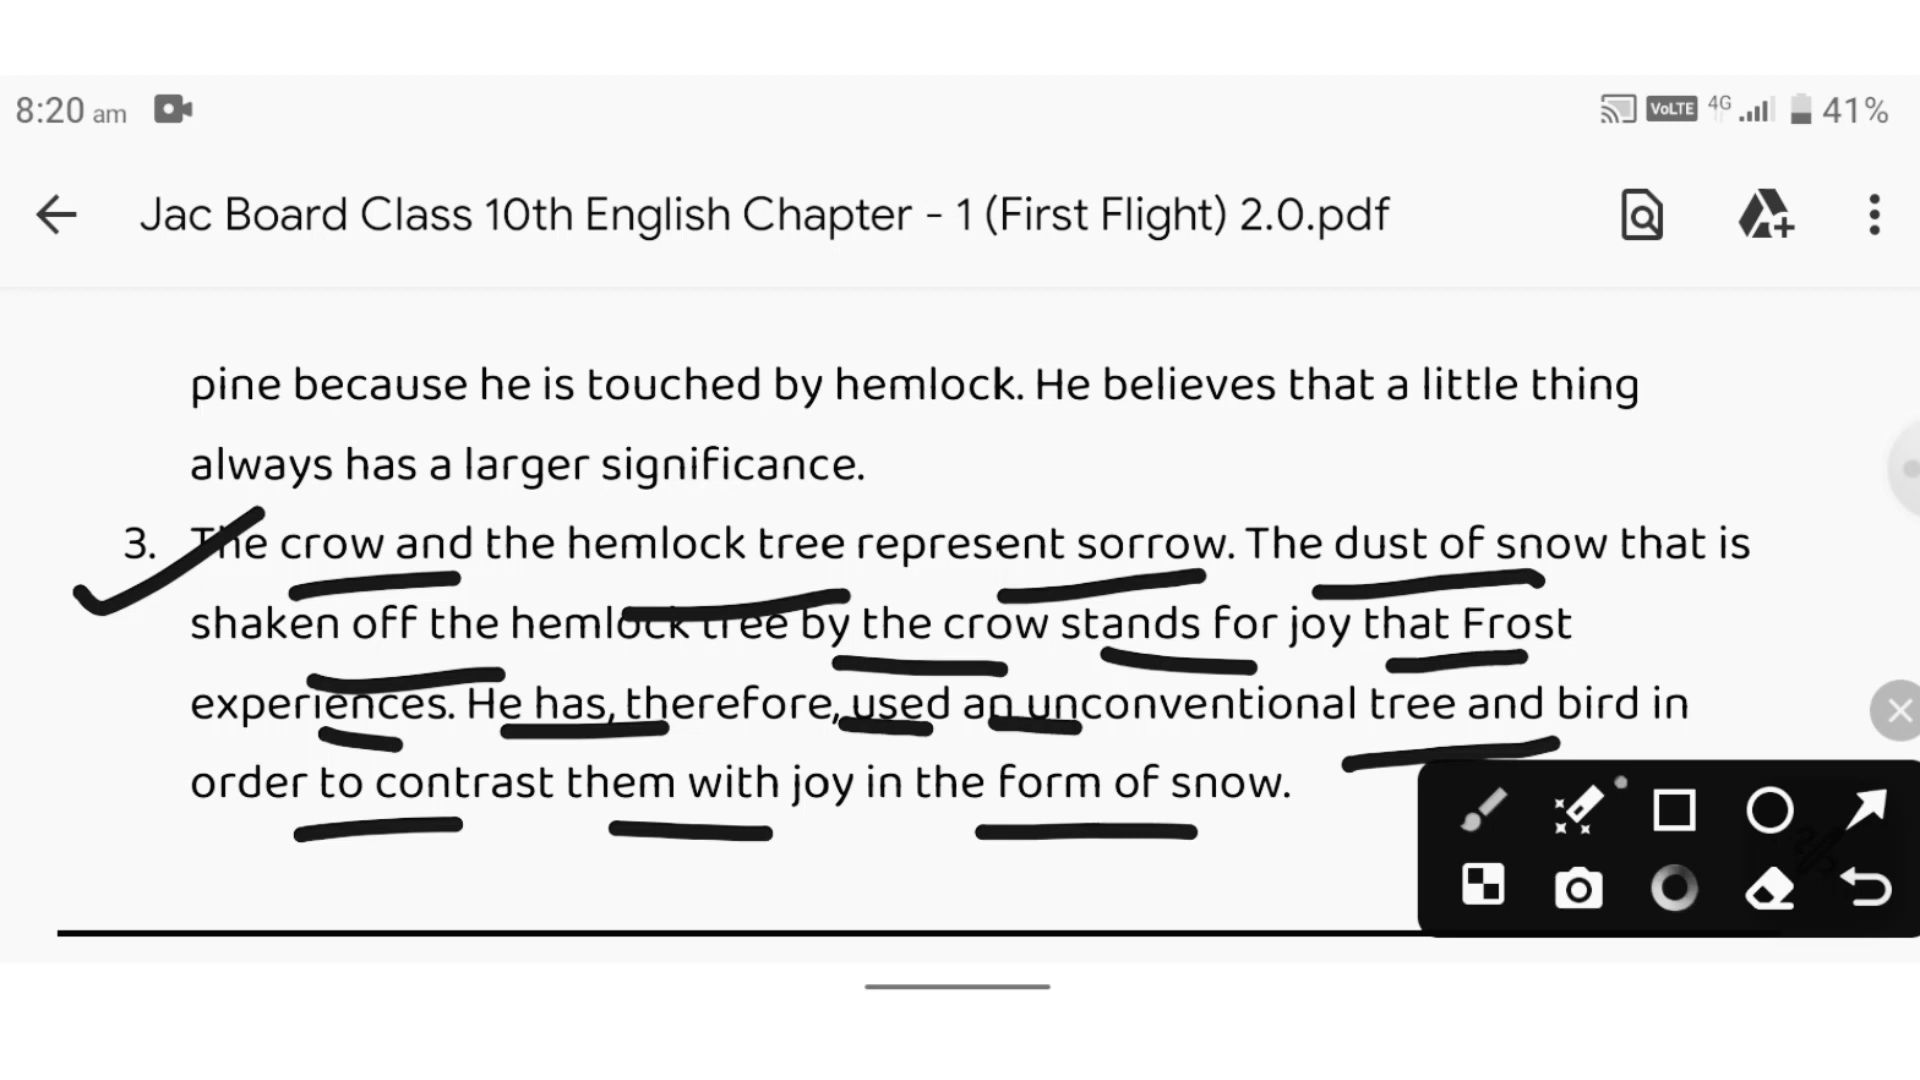 8:20 am VoLTE 4G 41%
Jac Board Class 10th English Chapter - 1 (First Flight) 2.0.pdf
pine because he is touched by hemlock. He believes that a little thing
always has a larger significance.
3. The crow and the hemlock tree represent sorrow. The dust of snow that is
shaken off the hemlock tree by the crow stands for joy that Frost
experiences. He has, therefore, used an unconventional tree and bird in
order to contrast them with joy in the form of snow.